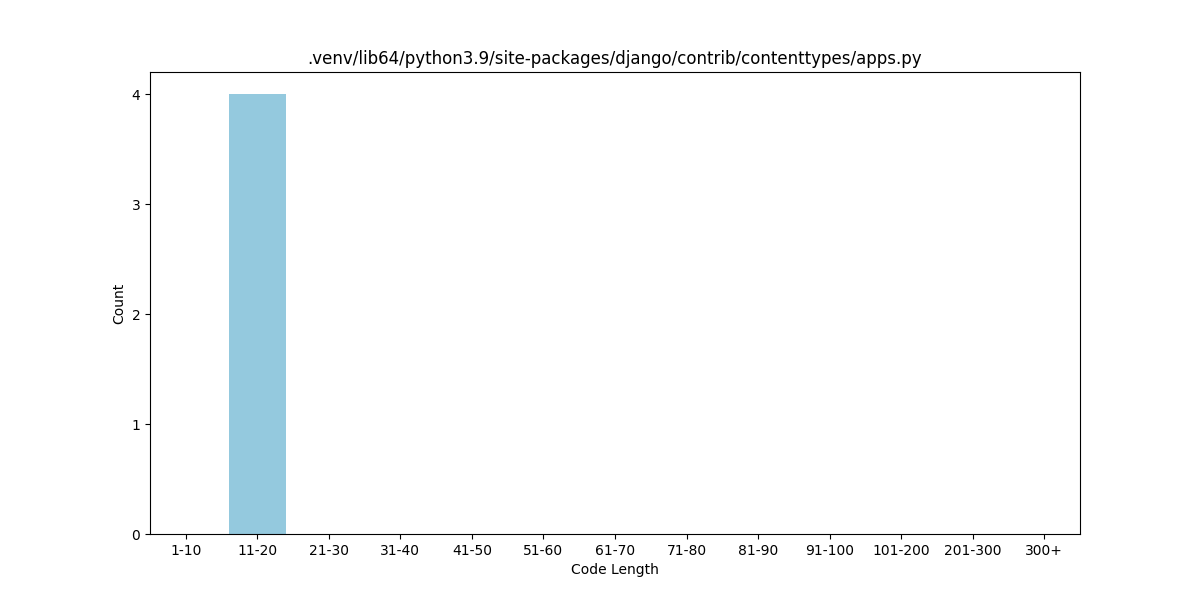 .venv/lib64/python3.9/site-packages/django/contrib/contenttypes/apps.py
4
3
2
1
0
Count
1-10 11-20 21-30 31-40 41-50 51-60 61-70 71-80 81-90 91-100 101-200 201-300 300+
Code Length